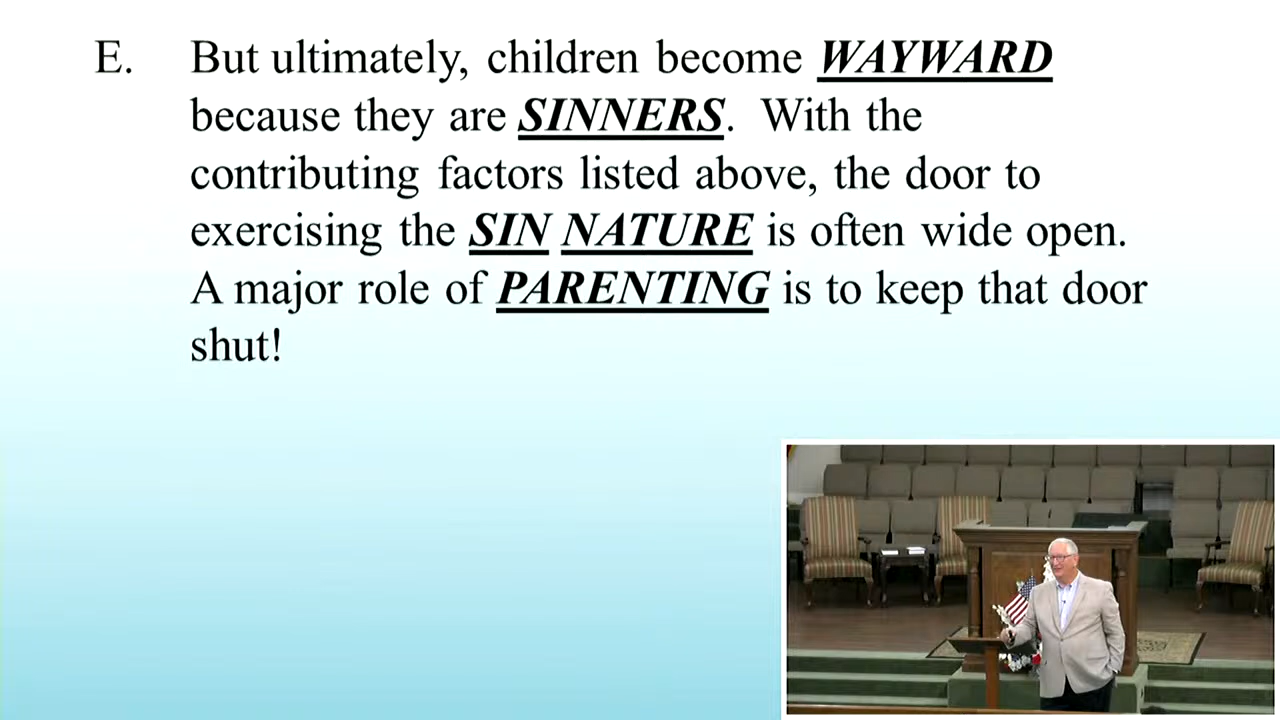 E. But ultimately, children become WAYWARD
because they are SINNERS. With the
contributing factors listed above, the door to
exercising the SIN NATURE is often wide open.
A major role of PARENTING is to keep that door
shut!